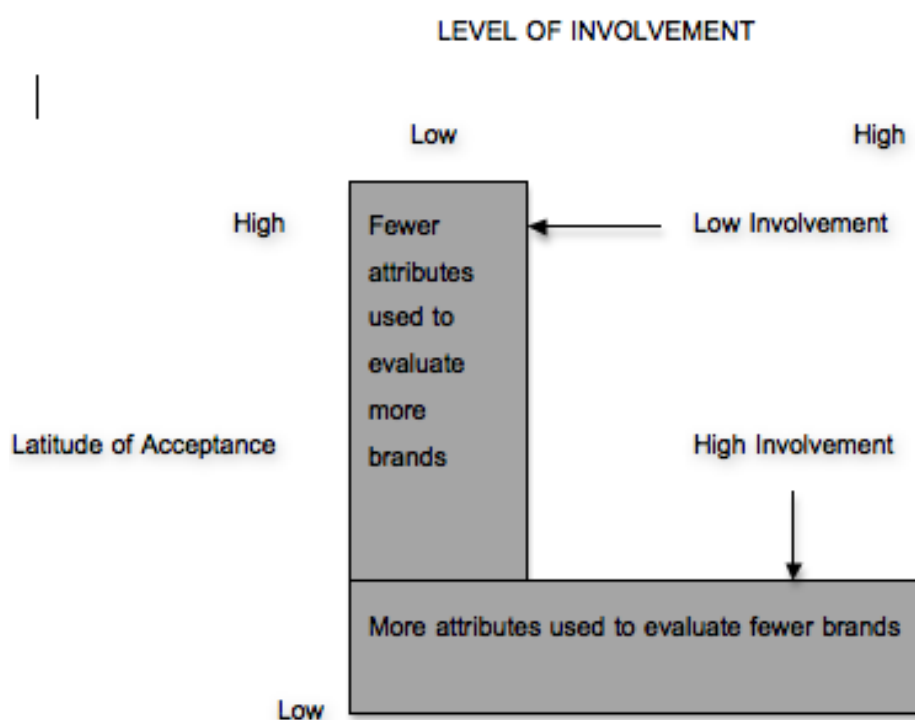 LEVEL OF INVOLVEMENT
Low
High
High
Fewer
attributes
used to
evaluate
more
brands
Low Involvement
Latitude of Acceptance
High Involvement
More attributes used to evaluate fewer brands
Low